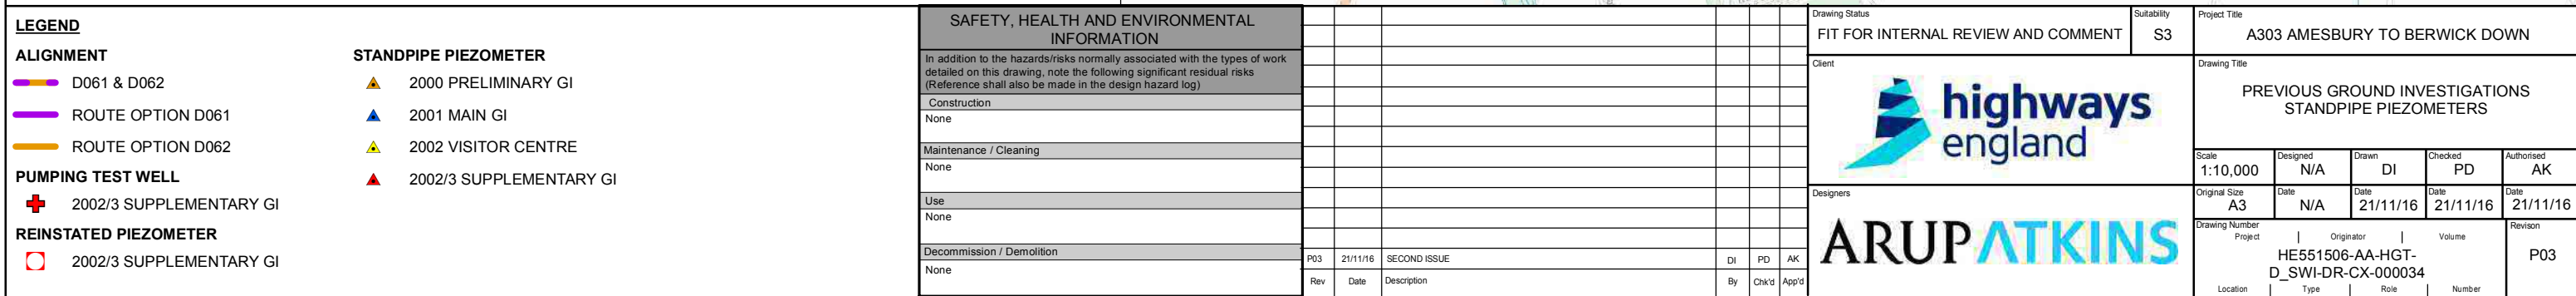 LEGEND
ALIGNMENT
D061 & D062
ROUTE OPTION D061
ROUTE OPTION D062
PUMPING TEST WELL
2002/3 SUPPLEMENTARY GI
REINSTATED PIEZOMETER
2002/3 SUPPLEMENTARY GI
STANDPIPE PIEZOMETER
2000 PRELIMINARY GI
2001 MAIN GI
2002 VISITOR CENTRE
2002/3 SUPPLEMENTARY GI
SAFETY, HEALTH AND ENVIRONMENTAL
INFORMATION
In addition to the hazards/risks normally associated with the types of work
detailed on this drawing, note the following significant residual risks
(Reference shall also be made in the design hazard log)
Construction
None
Maintenance / Cleaning
None
Use
None
Decommission / Demolition
None
P03 21/11/16 SECOND ISSUE DI PD AK
Rev Date Description By Chk'd App'd
Drawing Status
FIT FOR INTERNAL REVIEW AND COMMENT
Suitability
S3
Client
highways
england
Designers
ARUP ATKINS
Project Title
A303 AMESBURY TO BERWICK DOWN
Drawing Title
PREVIOUS GROUND INVESTIGATIONS
STANDPIPE PIEZOMETERS
Scale Designed Drawn Checked Authorised
1:10,000 N/A DI PD AK
Original Size Date Date Date Date
A3 N/A 21/11/16 21/11/16 21/11/16
Drawing Number Revison
Project | Originator | Volume
HE551506-AA-HGT- P03
D_SWI-DR-CX-000034
Location | Type | Role | Number